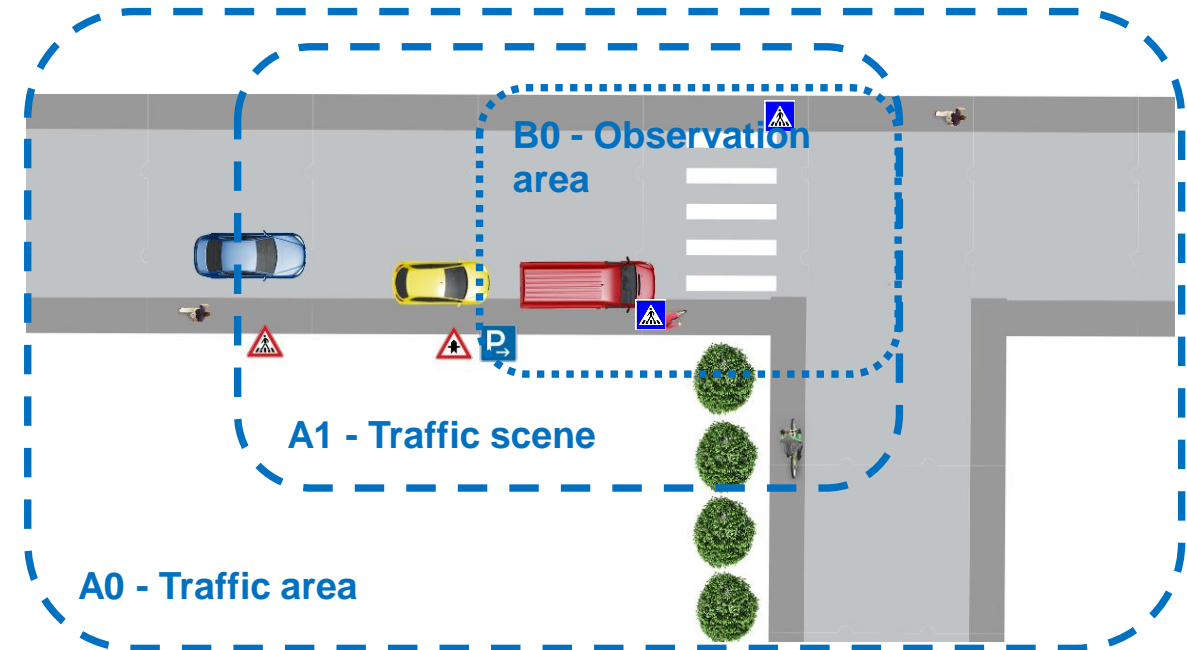 B0 - Observation
area
P
A1 - Traffic scene
A0 - Traffic area